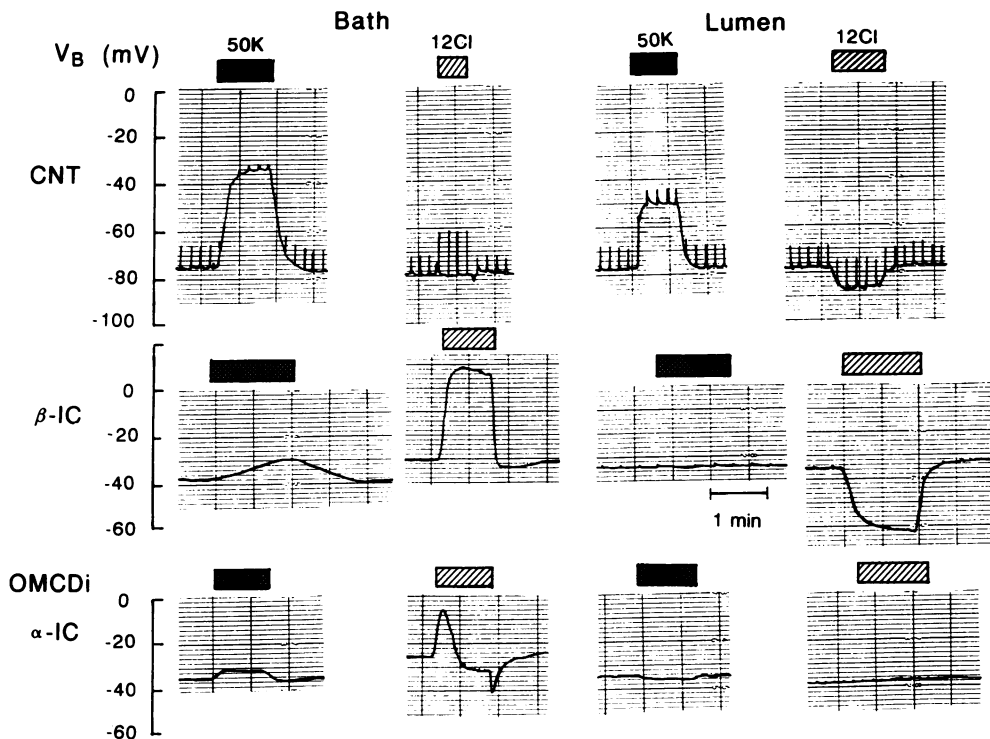 Bath Lumen
V_B (mV) 50K 12Cl 50K 12Cl
0
-20
CNT -40
-60
-80
-100
0
β-IC -20
-40
1 min
-60
OMCDi 0
α-IC -20
-40
-60